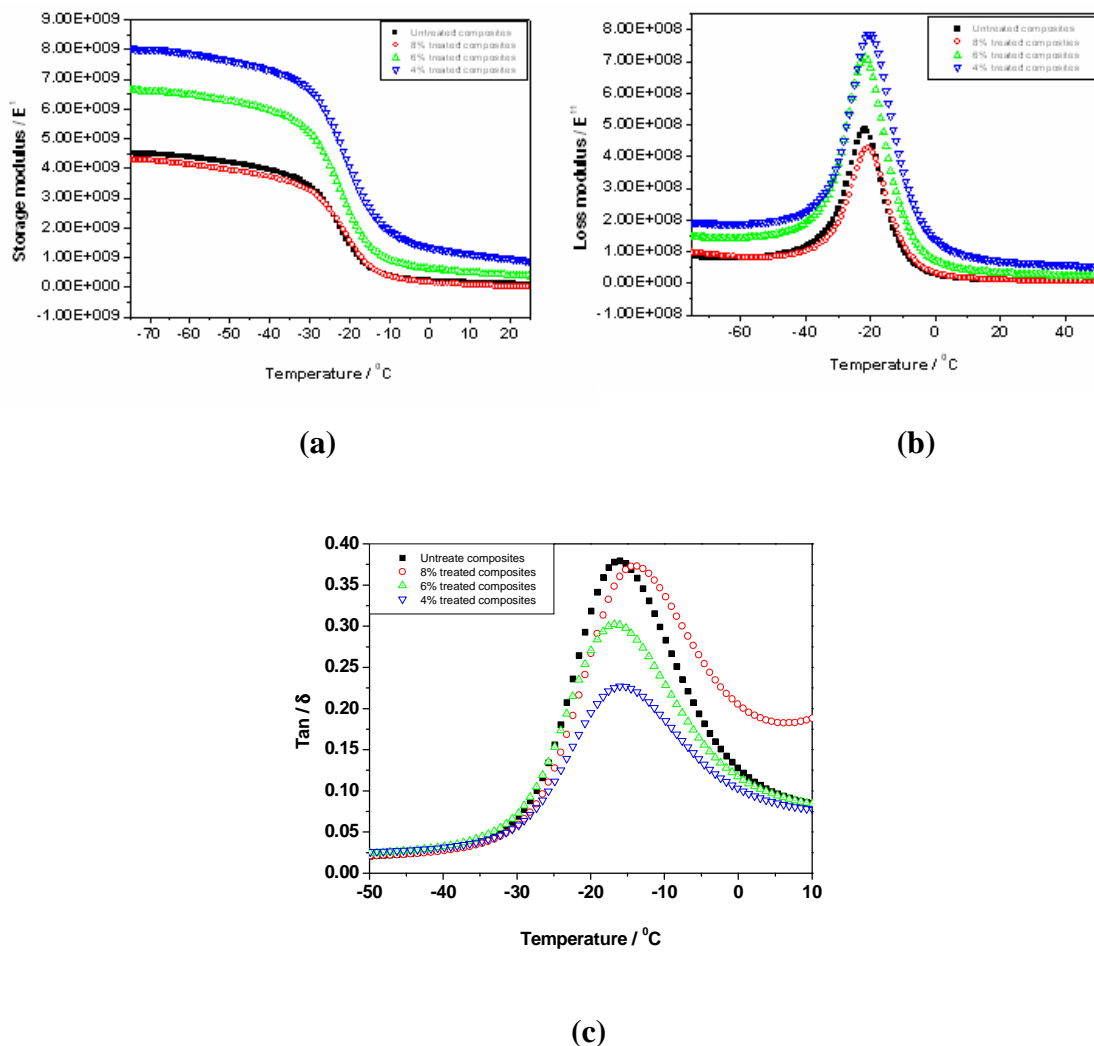 9.00E+009
8.00E+009
7.00E+009
6.00E+009
5.00E+009
4.00E+009
3.00E+009
2.00E+009
1.00E+009
0.00E+000
-1.00E+009
Storage modulus / E¹
Untreated composites
8% treated composites
6% treated composites
4% treated composites
-70 -60 -50 -40 -30 -20 -10 0 10 20
Temperature / ⁰C
(a)
8.00E+008
7.00E+008
6.00E+008
5.00E+008
4.00E+008
3.00E+008
2.00E+008
1.00E+008
0.00E+000
-1.00E+008
Loss modulus / E¹¹
Untreated composites
8% treated composties
6% treated composites
4% treated composites
-60 -40 -20 0 20 40
Temperature / ⁰C
(b)
0.40
0.35
0.30
0.25
0.20
0.15
0.10
0.05
0.00
Tan / δ
Untreate composites
8% treated composites
6% treated composites
4% treated composites
-50 -40 -30 -20 -10 0 10
Temperature / ⁰C
(c)